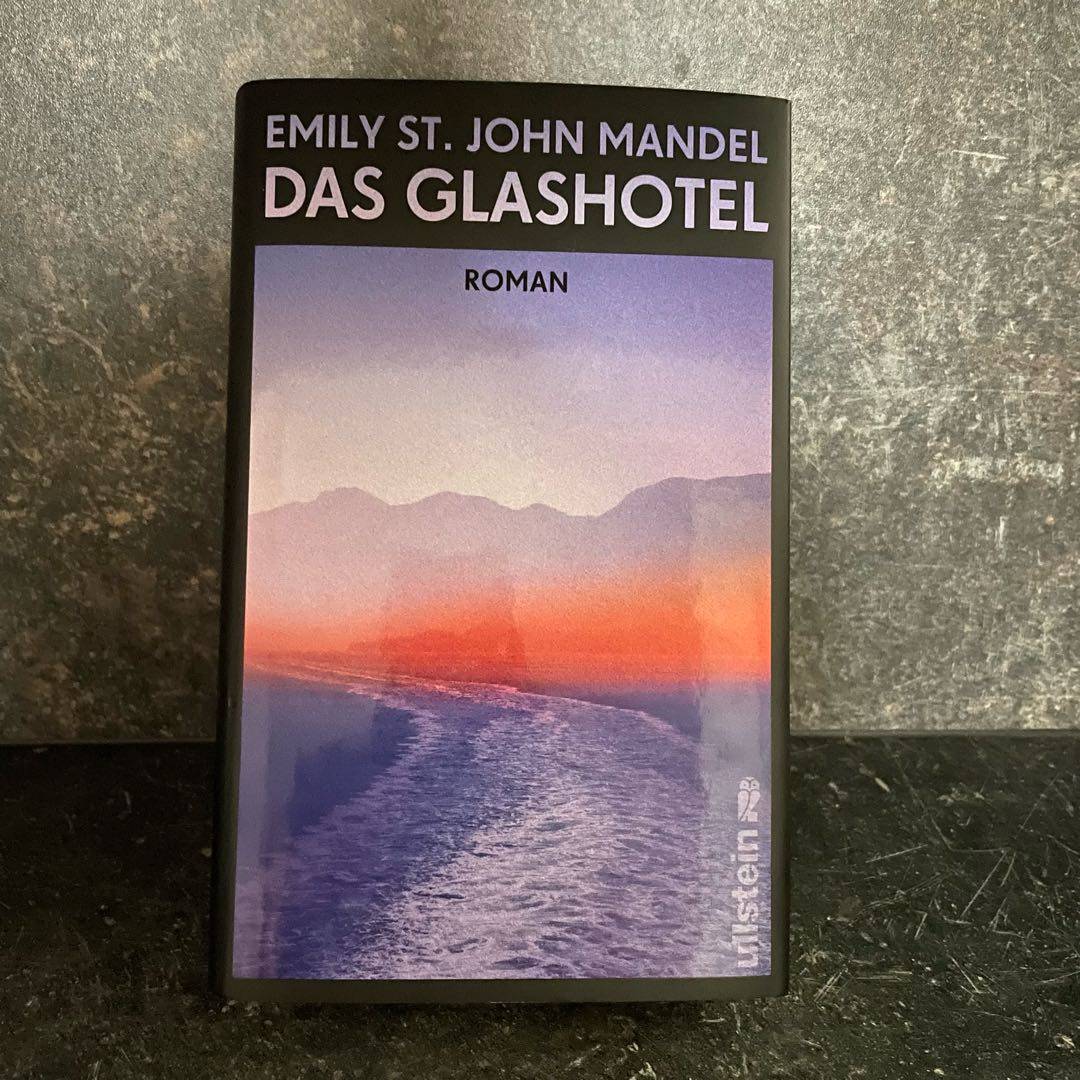 EMILY ST. JOHN MANDEL
DAS GLASHOTEL
ROMAN
ullstein